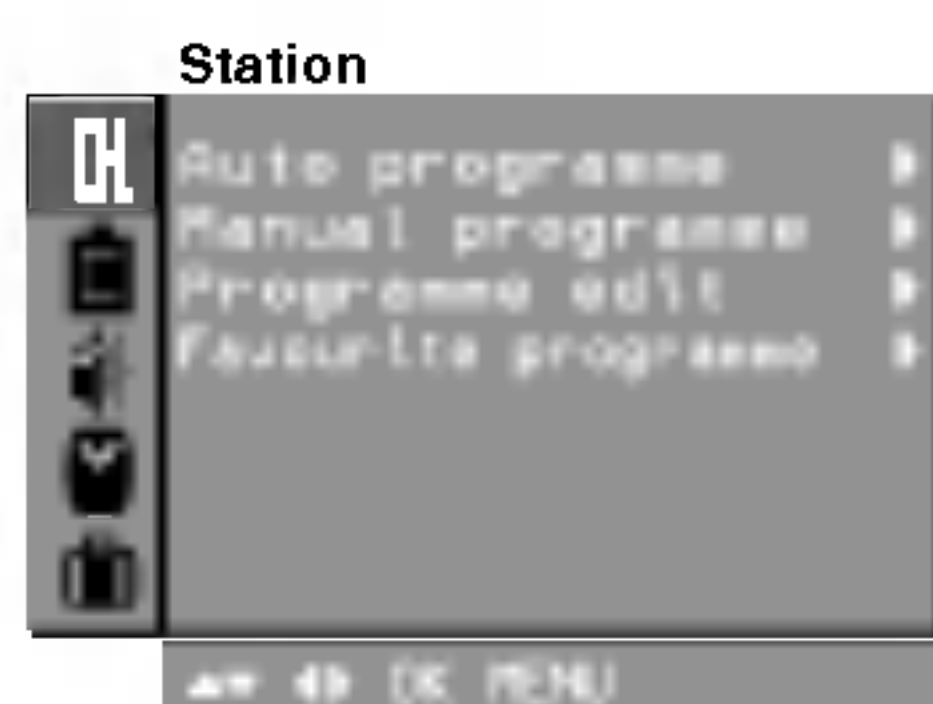 Station
CH
Auto programme
Manual programme
Programme edit
Favourite programme
OK MENU